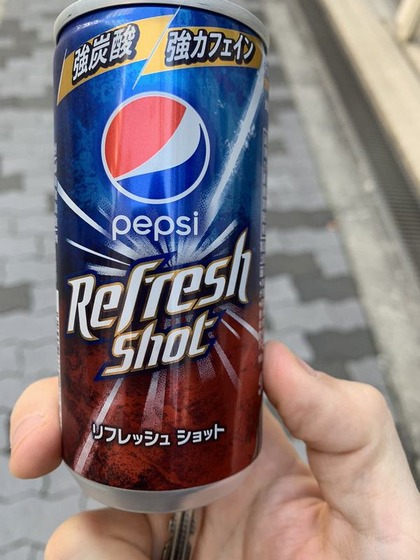 強炭酸
強カフェイン
pepsi
Refresh
Shot
リフレッシュ ショット